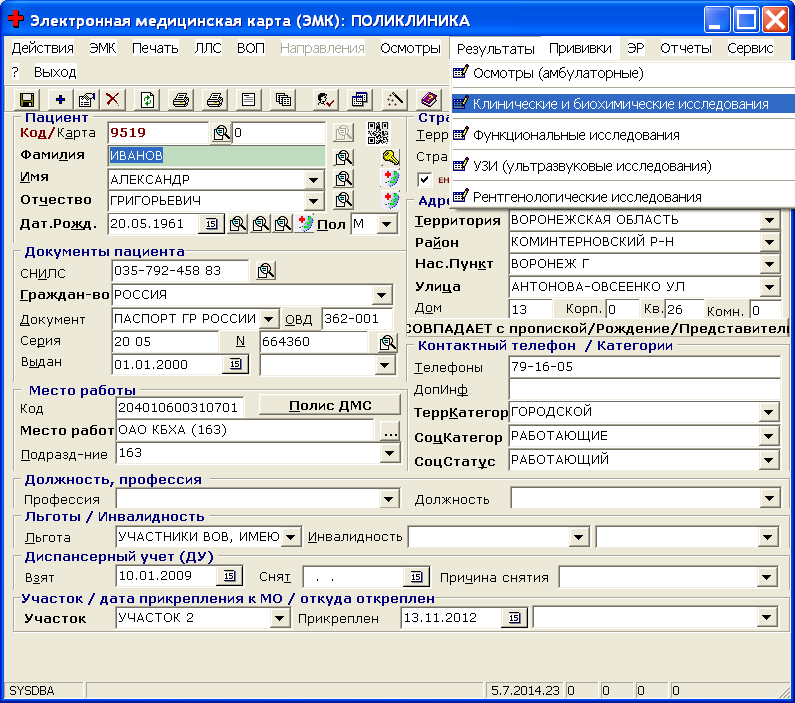 Электронная медицинская карта (ЭМК): ПОЛИКЛИНИКА
Действия ЭМК Печать ЛЛС ВОП Направления Осмотры Результаты Прививки ЭР Отчеты Сервис
? Выход
Осмотры (амбулаторные)
Клинические и биохимические исследования
Функциональные исследования
УЗИ (ультразвуковые исследования)
Рентгенологические исследования
Пациент
Код/Карта 9519 0
Фамилия ИВАНОВ
Имя АЛЕКСАНДР
Отчество ГРИГОРЬЕВИЧ
Дат.Рожд. 20.05.1961 15 Пол М
Документы пациента
СНИЛС 035-792-458 83
Граждан-во РОССИЯ
Документ ПАСПОРТ ГР РОССИИ ОВД 362-001
Серия 20 05 N 664360
Выдан 01.01.2000 15
Место работы
Код 204010600310701 Полис ДМС
Место работ ОАО КБХА (163) ...
Подразд-ние 163
Стра
Терр
Стра
ЕН
Адре
Территория ВОРОНЕЖСКАЯ ОБЛАСТЬ
Район КОМИНТЕРНОВСКИЙ Р-Н
Нас.Пункт ВОРОНЕЖ Г
Улица АНТОНОВА-ОВСЕЕНКО УЛ
Дом 13 Корп. 0 Кв. 26 Комн. 0
СОВПАДАЕТ с пропиской/Рождение/Представитель
Контактный телефон / Категории
Телефоны 79-16-05
ДопИнф
ТеррКатегор ГОРОДСКОЙ
СоцКатегор РАБОТАЮЩИЕ
СоцСтатус РАБОТАЮЩИЙ
Должность, профессия
Профессия Должность
Льготы / Инвалидность
Льгота УЧАСТНИКИ ВОВ, ИМЕЮ Инвалидность
Диспансерный учет (ДУ)
Взят 10.01.2009 15 Снят . . 15 Причина снятия
Участок / дата прикрепления к МО / откуда откреплен
Участок УЧАСТОК 2 Прикреплен 13.11.2012 15
SYSDBA 5.7.2014.23 0 0 0 0